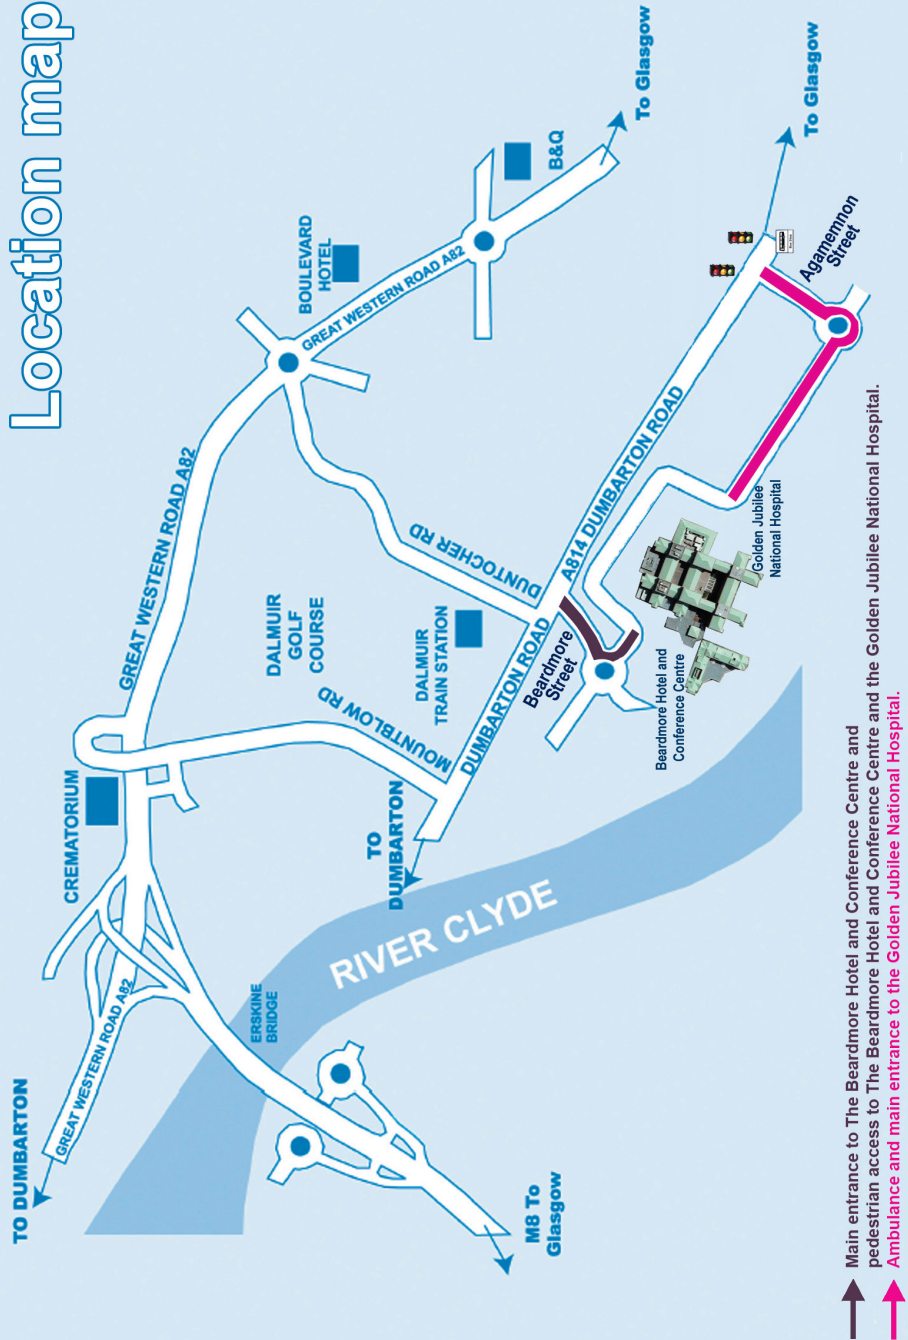 Location map
TO DUMBARTON
GREAT WESTERN ROAD A82
CREMATORIUM
GREAT WESTERN ROAD A82
BOULEVARD
HOTEL
GREAT WESTERN ROAD A82
B&Q
To Glasgow
To Glasgow
ERSKINE
BRIDGE
RIVER CLYDE
M8 To
Glasgow
TO
DUMBARTON
MOUNTBLOW RD
DALMUIR
GOLF
COURSE
DALMUIR
TRAIN STATION
DUNTOCHER RD
DUMBARTON ROAD
A814 DUMBARTON ROAD
Beardmore
Street
Agamemnon
Street
Beardmore Hotel and
Conference Centre
Golden Jubilee
National Hospital
Main entrance to The Beardmore Hotel and Conference Centre and
pedestrian access to The Beardmore Hotel and Conference Centre and the Golden Jubilee National Hospital.
Ambulance and main entrance to the Golden Jubilee National Hospital.